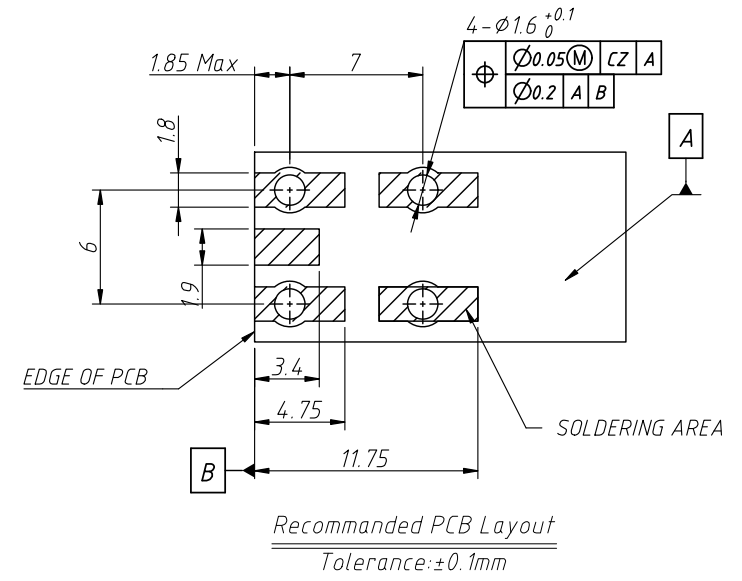 4-Ø1.6 +0.1 0
⌖ Ø0.05Ⓜ CZ A
Ø0.2 A B
1.85 Max
7
1.8
A
6
1.9
EDGE OF PCB
3.4
4.75
SOLDERING AREA
11.75
B
Recommanded PCB Layout
Tolerance:±0.1mm